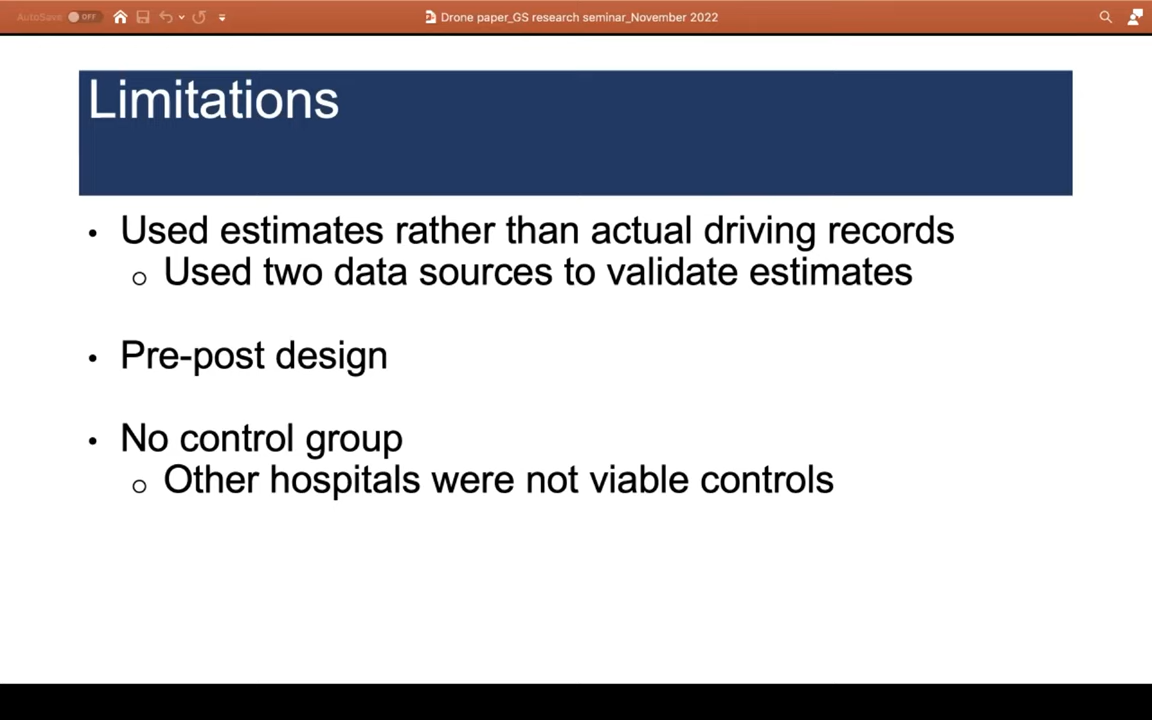 AutoSave OFF
Drone paper_GS research seminar_November 2022
Limitations
• Used estimates rather than actual driving records
o Used two data sources to validate estimates
• Pre-post design
• No control group
o Other hospitals were not viable controls